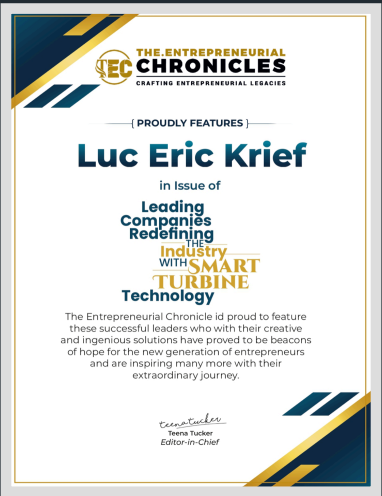 TEC
THE.ENTREPRENEURIAL
CHRONICLES
CRAFTING ENTREPRENEURIAL LEGACIES
{ PROUDLY FEATURES }
Luc Eric Krief
in Issue of
Leading
Companies
Redefining
THE
Industry
WITH SMART
TURBINE
Technology
The Entrepreneurial Chronicle id proud to feature
these successful leaders who with their creative
and ingenious solutions have proved to be beacons
of hope for the new generation of entrepreneurs
and are inspiring many more with their
extraordinary journey.
teena tucker
Teena Tucker
Editor-in-Chief